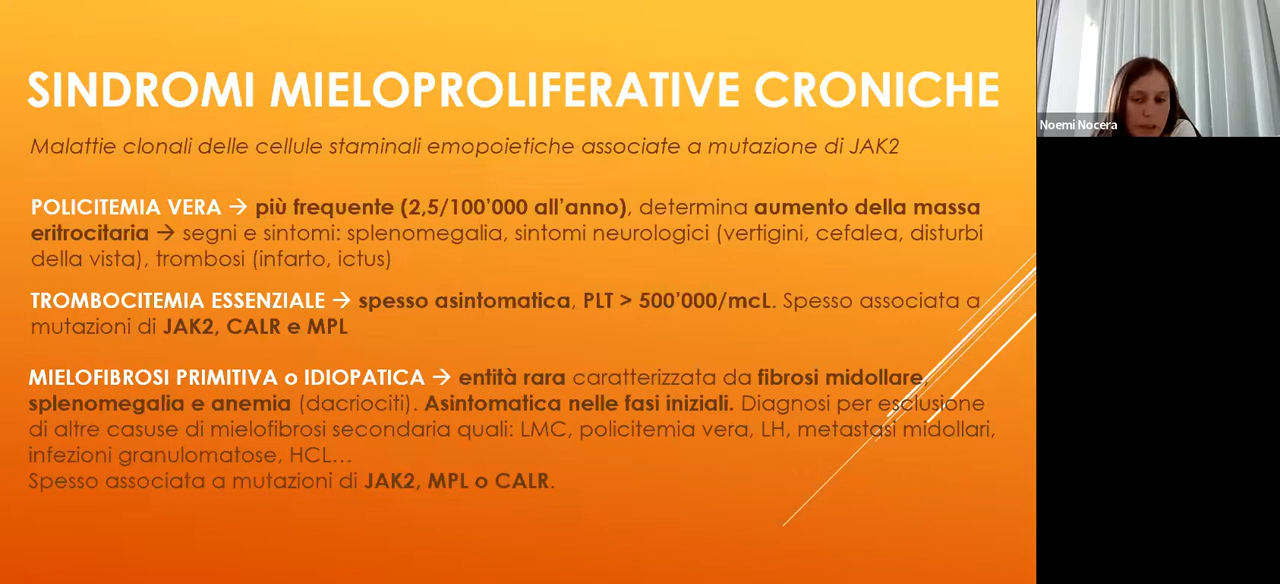 SINDROMI MIELOPROLIFERATIVE CRONICHE
Malattie clonali delle cellule staminali emopoietiche associate a mutazione di JAK2
POLICITEMIA VERA → più frequente (2,5/100'000 all'anno), determina aumento della massa
eritrocitaria → segni e sintomi: splenomegalia, sintomi neurologici (vertigini, cefalea, disturbi
della vista), trombosi (infarto, ictus)
TROMBOCITEMIA ESSENZIALE → spesso asintomatica, PLT > 500'000/mcL. Spesso associata a
mutazioni di JAK2, CALR e MPL
MIELOFIBROSI PRIMITIVA o IDIOPATICA → entità rara caratterizzata da fibrosi midollare,
splenomegalia e anemia (dacriociti). Asintomatica nelle fasi iniziali. Diagnosi per esclusione
di altre casuse di mielofibrosi secondaria quali: LMC, policitemia vera, LH, metastasi midollari,
infezioni granulomatose, HCL…
Spesso associata a mutazioni di JAK2, MPL o CALR.
Noemi Nocera